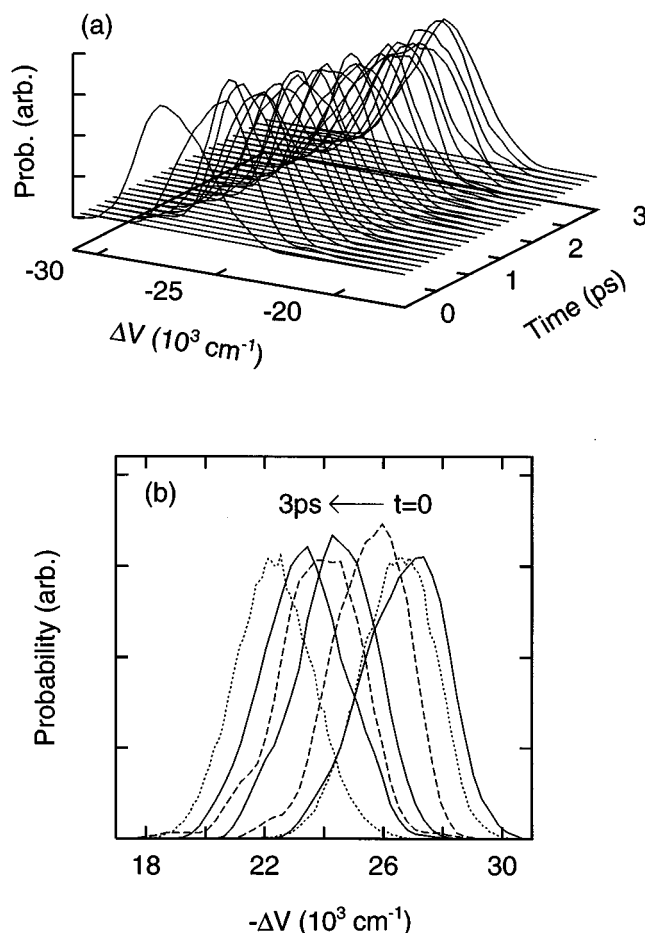 (a)
Prob. (arb.)
-30
-25
-20
ΔV (10³ cm⁻¹)
0
1
2
3
Time (ps)
(b)
3ps ← t=0
Probability (arb.)
18
22
26
30
-ΔV (10³ cm⁻¹)